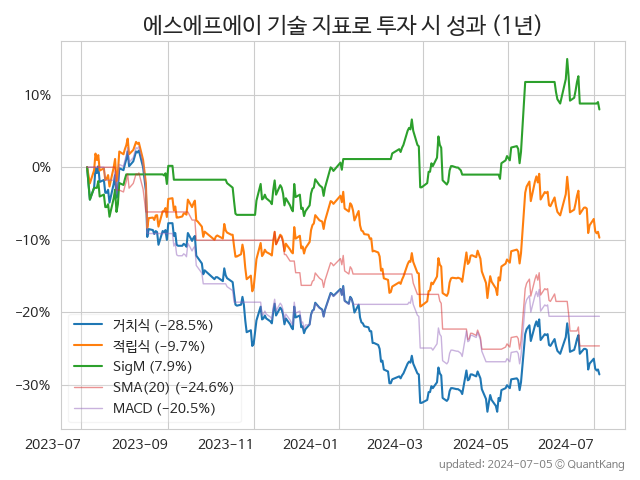 에스에프에이 기술 지표로 투자 시 성과 (1년)
10%
0%
−10%
−20%
−30%
거치식 (−28.5%)
적립식 (−9.7%)
SigM (7.9%)
SMA(20) (−24.6%)
MACD (−20.5%)
2023-07 2023-09 2023-11 2024-01 2024-03 2024-05 2024-07
updated: 2024-07-05 © QuantKang